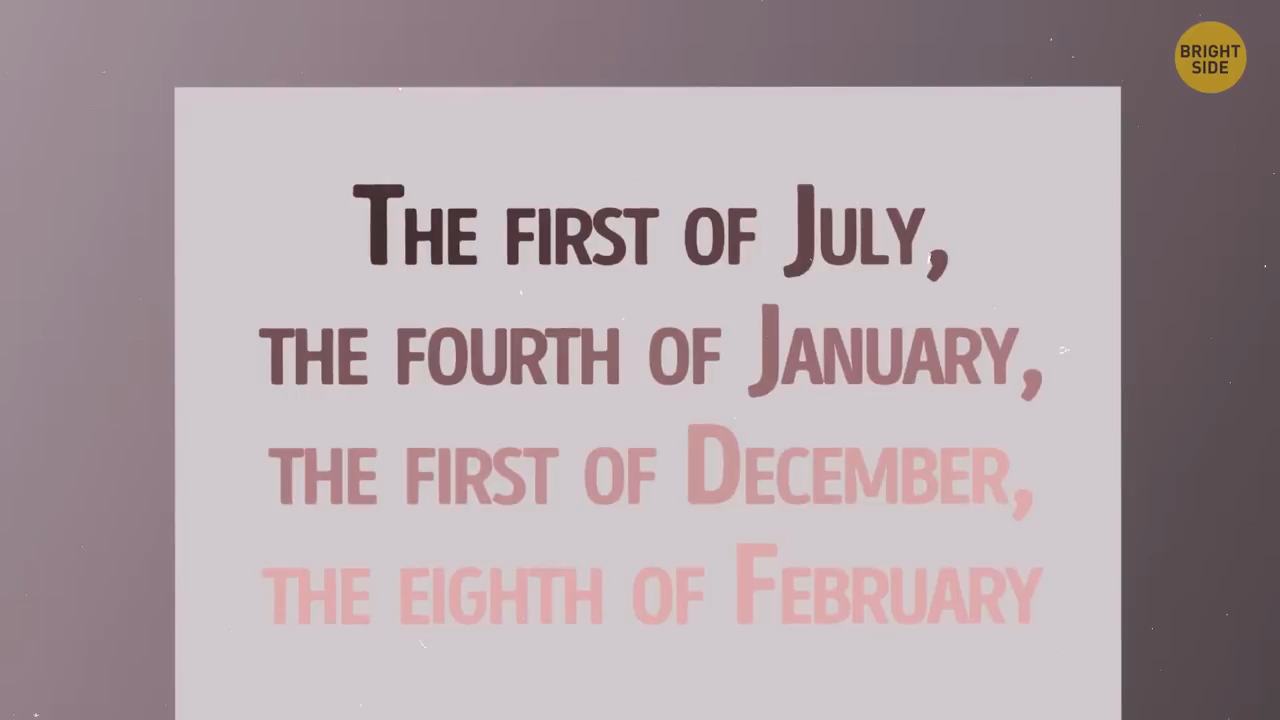 BRIGHT
SIDE
The first of July,
the fourth of January,
the first of December,
the eighth of February